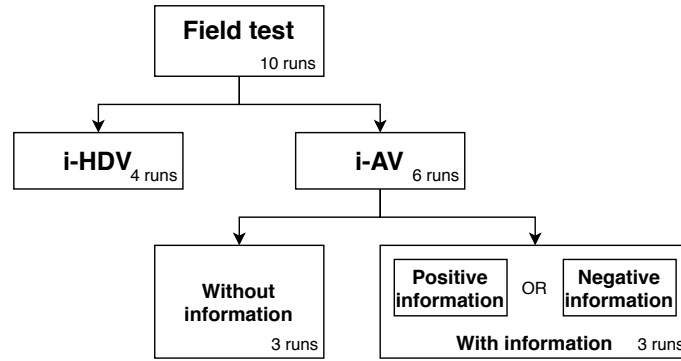 Field test
10 runs
i-HDV
4 runs
i-AV
6 runs
Without
information
3 runs
Positive
information
OR
Negative
information
With information
3 runs